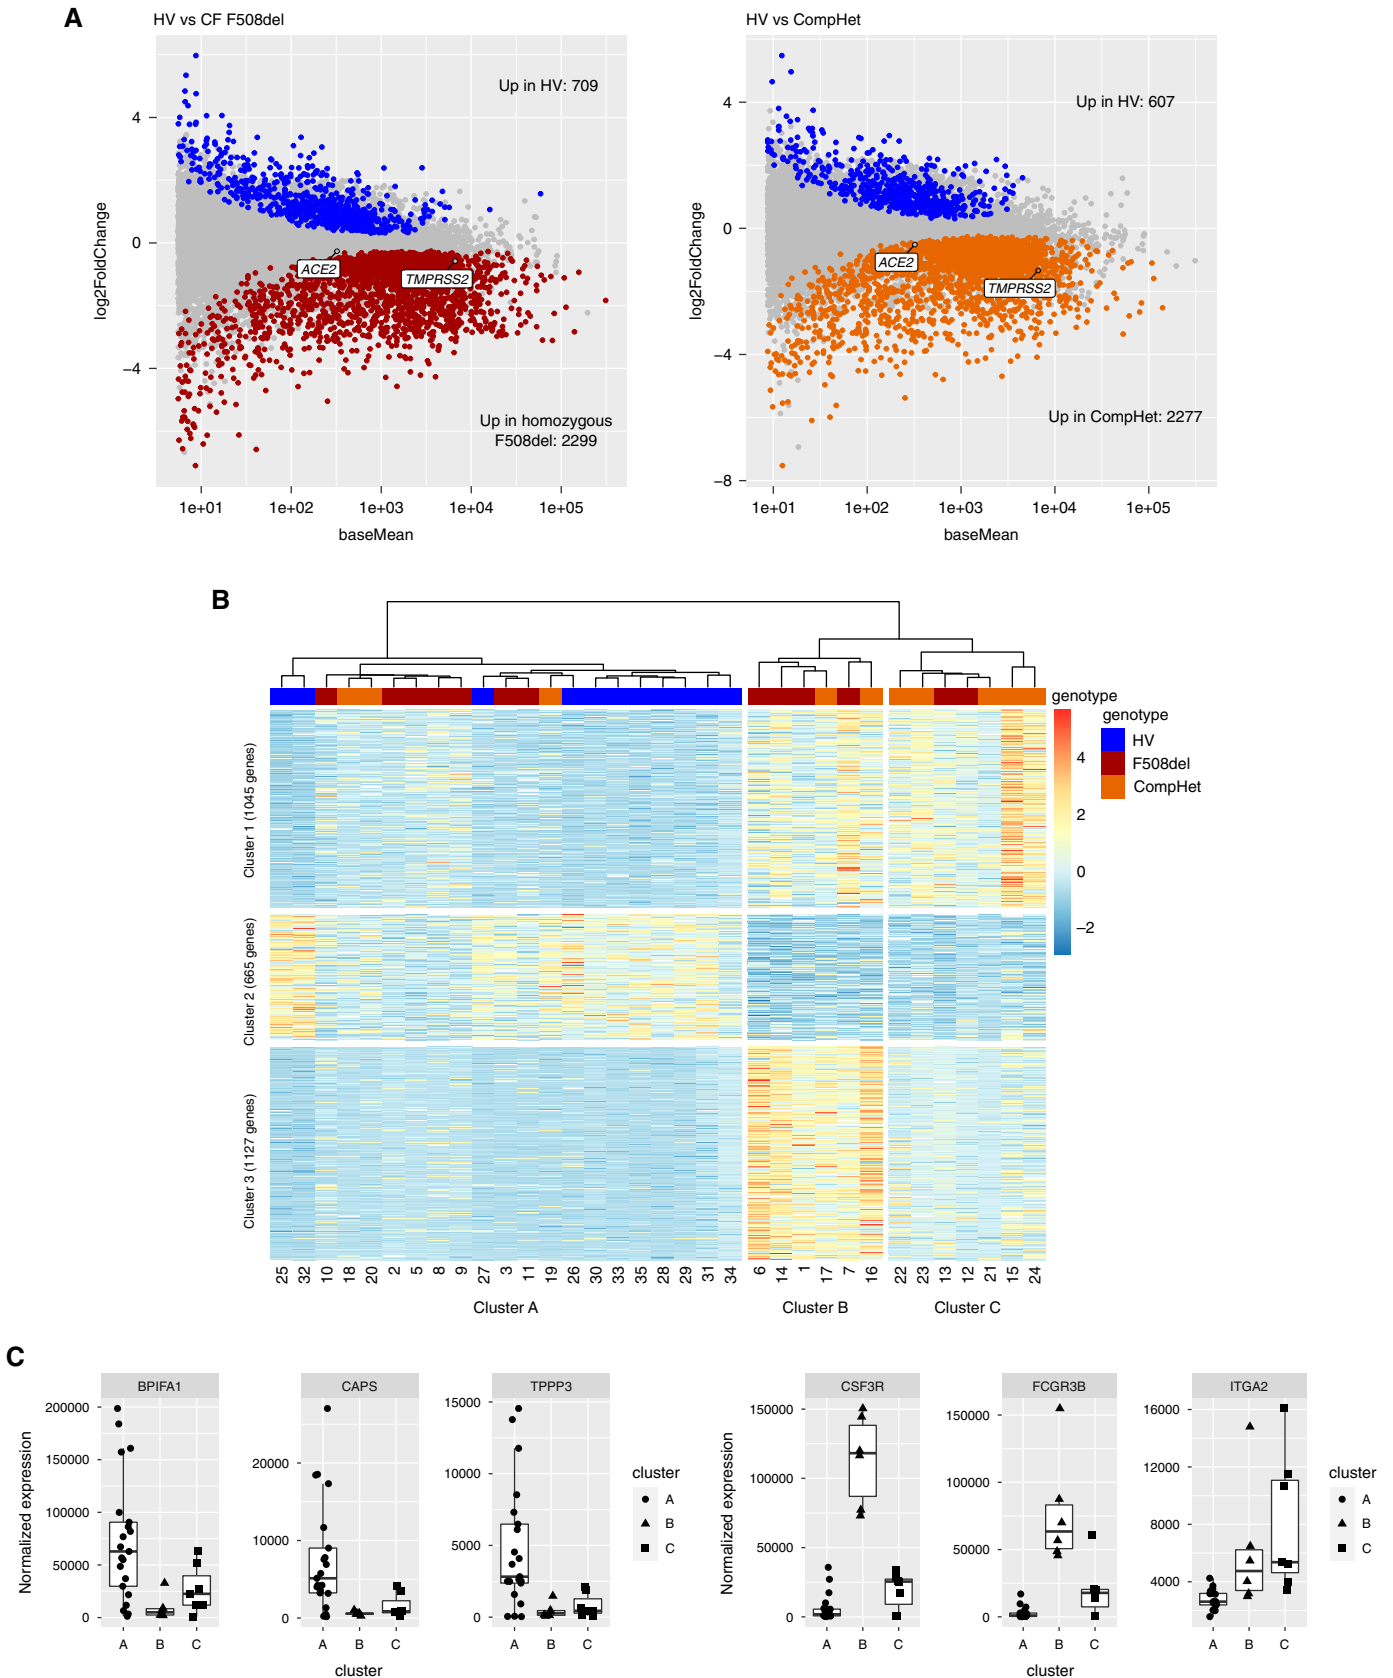 A
HV vs CF F508del
HV vs CompHet
Up in HV: 709
Up in HV: 607
4
0
−4
log2FoldChange
ACE2
TMPRSS2
Up in homozygous
F508del: 2299
1e+01 1e+02 1e+03 1e+04 1e+05
baseMean
4
0
−4
−8
log2FoldChange
ACE2
TMPRSS2
Up in CompHet: 2277
1e+01 1e+02 1e+03 1e+04 1e+05
baseMean
B
genotype
4
2
0
−2
genotype
HV
F508del
CompHet
Cluster 1 (1045 genes)
Cluster 2 (665 genes)
Cluster 3 (1127 genes)
25 32 10 18 20 2 5 8 9 27 3 11 19 26 30 33 35 28 29 31 34 6 14 1 17 7 16 22 23 13 12 21 15 24
Cluster A Cluster B Cluster C
C
BPIFA1
200000
150000
100000
50000
0
Normalized expression
A B C
CAPS
20000
10000
0
A B C
cluster
TPPP3
15000
10000
5000
0
A B C
cluster
A
B
C
CSF3R
150000
100000
50000
0
Normalized expression
A B C
FCGR3B
150000
100000
50000
0
A B C
cluster
ITGA2
16000
12000
8000
4000
A B C
cluster
A
B
C